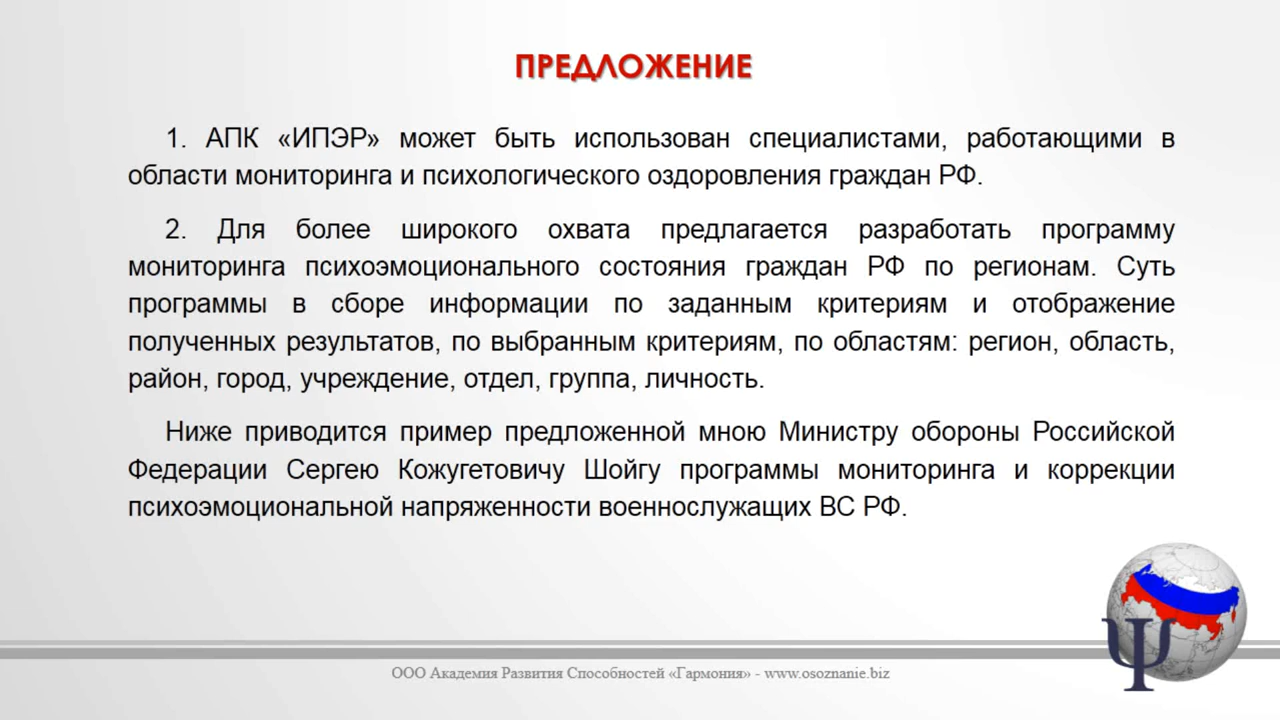 ПРЕДЛОЖЕНИЕ
1. АПК «ИПЭР» может быть использован специалистами, работающими в
области мониторинга и психологического оздоровления граждан РФ.
2. Для более широкого охвата предлагается разработать программу
мониторинга психоэмоционального состояния граждан РФ по регионам. Суть
программы в сборе информации по заданным критериям и отображение
полученных результатов, по выбранным критериям, по областям: регион, область,
район, город, учреждение, отдел, группа, личность.
Ниже приводится пример предложенной мною Министру обороны Российской
Федерации Сергею Кожугетовичу Шойгу программы мониторинга и коррекции
психоэмоциональной напряженности военнослужащих ВС РФ.
Ψ
ООО Академия Развития Способностей «Гармония» - www.osoznanie.biz